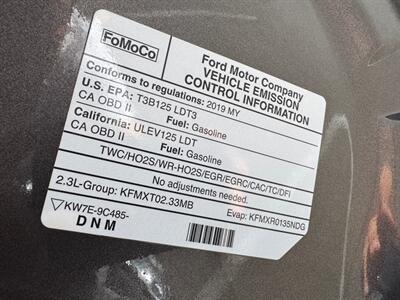 FoMoCo
Ford Motor Company
VEHICLE EMISSION
CONTROL INFORMATION
Conforms to regulations: 2019 MY
U.S. EPA: T3B125 LDT3
CA OBD II Fuel: Gasoline
California: ULEV125 LDT
CA OBD II Fuel: Gasoline
TWC/HO2S/WR-HO2S/EGR/EGRC/CAC/TC/DFI
No adjustments needed.
2.3L-Group: KFMXT02.33MB Evap: KFMXR0135NDG
KW7E-9C485-
DNM